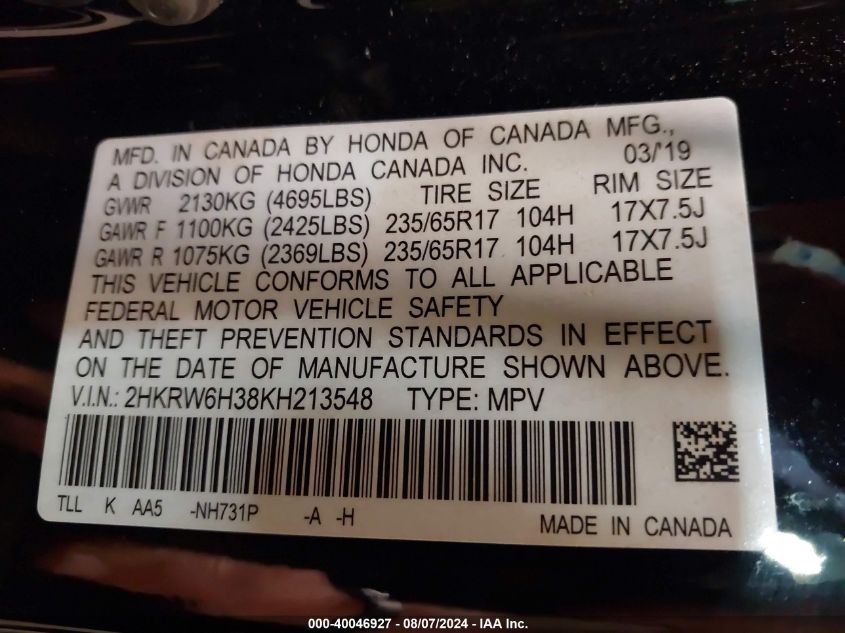 MFD. IN CANADA BY HONDA OF CANADA MFG.,
A DIVISION OF HONDA CANADA INC. 03/'19
GVWR 2130KG (4695LBS) TIRE SIZE RIM SIZE
GAWR F 1100KG (2425LBS) 235/65R17 104H 17X7.5J
GAWR R 1075KG (2369LBS) 235/65R17 104H 17X7.5J
THIS VEHICLE CONFORMS TO ALL APPLICABLE
FEDERAL MOTOR VEHICLE SAFETY
AND THEFT PREVENTION STANDARDS IN EFFECT
ON THE DATE OF MANUFACTURE SHOWN ABOVE.
V.I.N.: 2HKRW6H38KH213548 TYPE: MPV
TLL K AA5 -NH731P -A -H
MADE IN CANADA
000-40046927 - 08/07/2024 - IAA Inc.